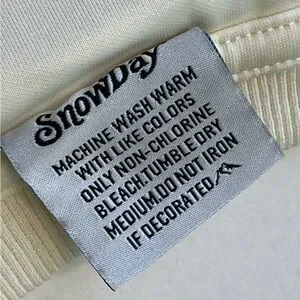 Snowday
MACHINE WASH WARM
WITH LIKE COLORS
ONLY NON-CHLORINE
BLEACH.TUMBLE DRY
MEDIUM.DO NOT IRON
IF DECORATED